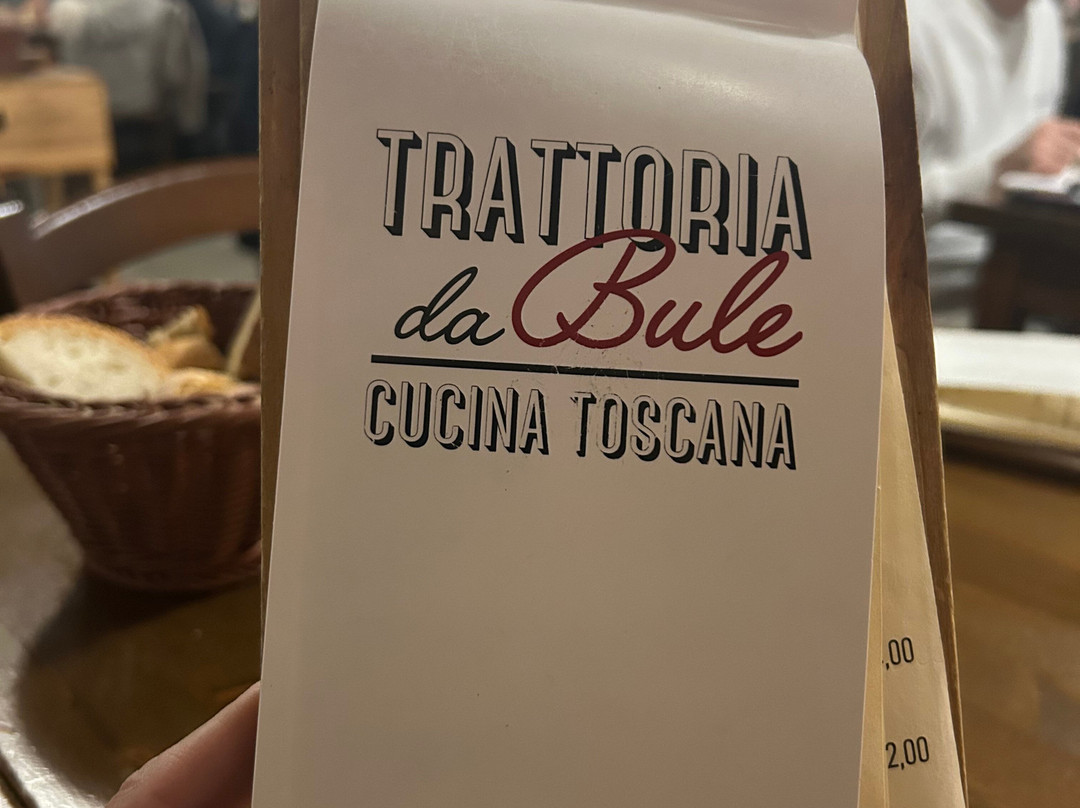 TRATTORIA
da Bule
CUCINA TOSCANA
,00
2,00